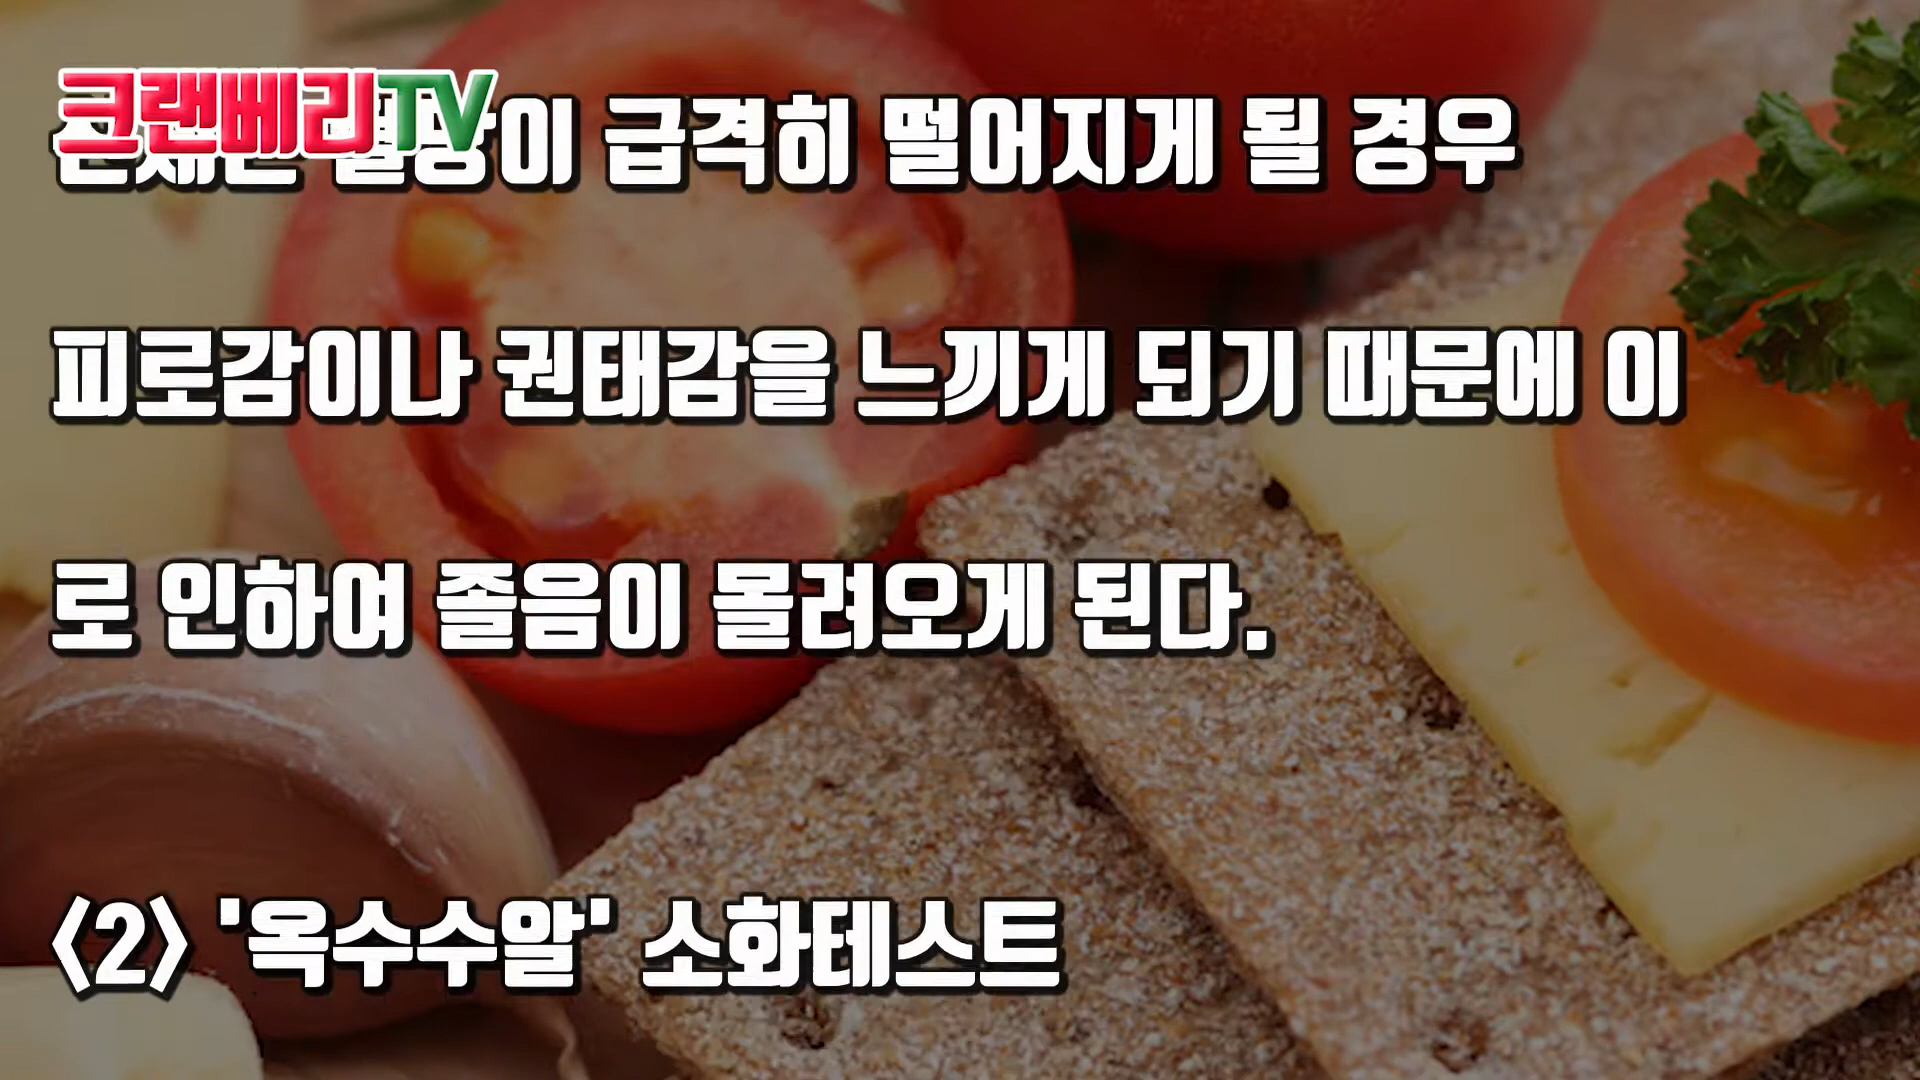 크랜베리TV
급격히 떨어지게 될 경우
피로감이나 권태감을 느끼게 되기 때문에 이
로 인하여 졸음이 몰려오게 된다.
<2> '옥수수알' 소화테스트